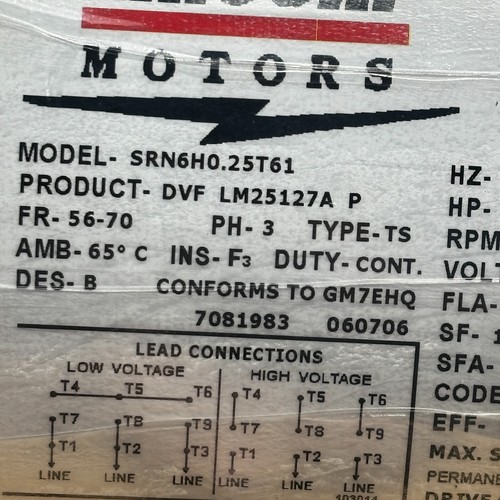 MOTORS
MODEL- SRN6H0.25T61
PRODUCT- DVF LM25127A P
FR- 56-70 PH- 3 TYPE-TS
AMB- 65° C INS- F3 DUTY- CONT.
DES- B CONFORMS TO GM7EHQ
7081983 060706
HZ-
HP-
RPM
VOLT
FLA-
SF- 1
SFA-
CODE
EFF-
MAX. S
PERMANE
DRIVE
LEAD CONNECTIONS
LOW VOLTAGE HIGH VOLTAGE
T4 T5 T6 T4 T5 T6
T7 T8 T9 T7 T8 T9
T1 T2 T3 T1 T2 T3
LINE LINE LINE LINE LINE LINE